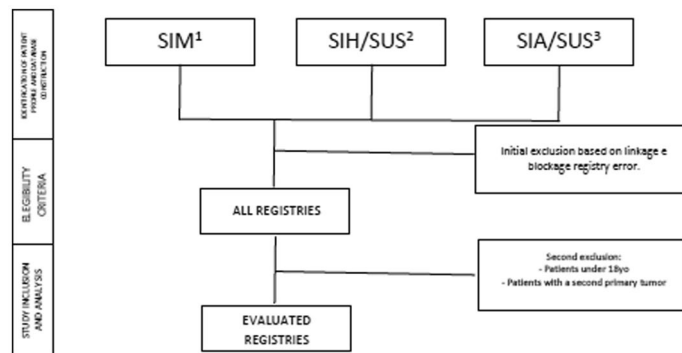 IDENTIFICATION OF PATIENT
PROFILE AND DATABASE
CONSTRUCTION
SIM¹
SIH/SUS²
SIA/SUS³
ELEGIBILITY
CRITERIA
Initial exclusion based on linkage e
blockage registry error.
ALL REGISTRIES
STUDY INCLUSION
AND ANALYSIS
Second exclusion:
- Patients under 18yo
- Patients with a second primary tumor
EVALUATED
REGISTRIES